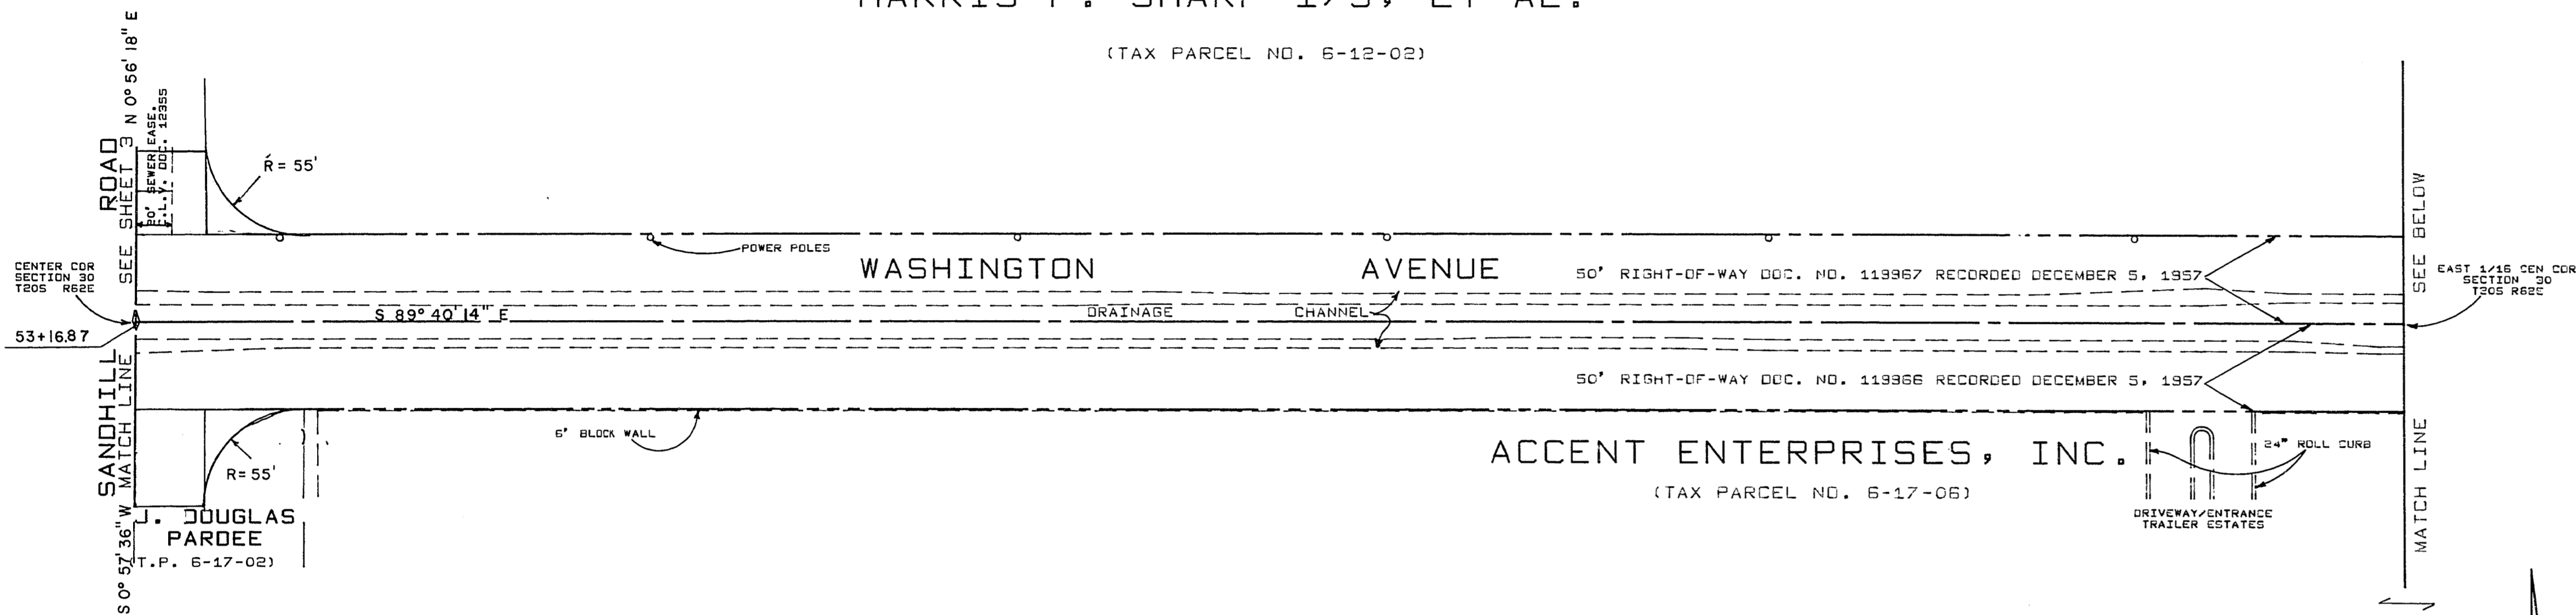 (TAX PARCEL NO. 6-12-02)
N 0° 56' 18" E
20' SEWER EASE.
DOC. 12355
ROAD
SEE SHEET 3
R = 55'
SEE BELOW
POWER POLES
WASHINGTON AVENUE
50' RIGHT-OF-WAY DOC. NO. 119967 RECORDED DECEMBER 5, 1957
CENTER COR
SECTION 30
T20S R62E
EAST 1/16 CEN COR
SECTION 30
T20S R62E
S 89° 40' 14" E
DRAINAGE CHANNEL
53+16.87
50' RIGHT-OF-WAY DOC. NO. 119966 RECORDED DECEMBER 5, 1957
SANDHILL
MATCH LINE
6' BLOCK WALL
ACCENT ENTERPRISES, INC.
24" ROLL CURB
R= 55'
(TAX PARCEL NO. 6-17-06)
MATCH LINE
J. DOUGLAS
PARDEE
(T.P. 6-17-02)
DRIVEWAY/ENTRANCE
TRAILER ESTATES
S 0° 57' 36" W